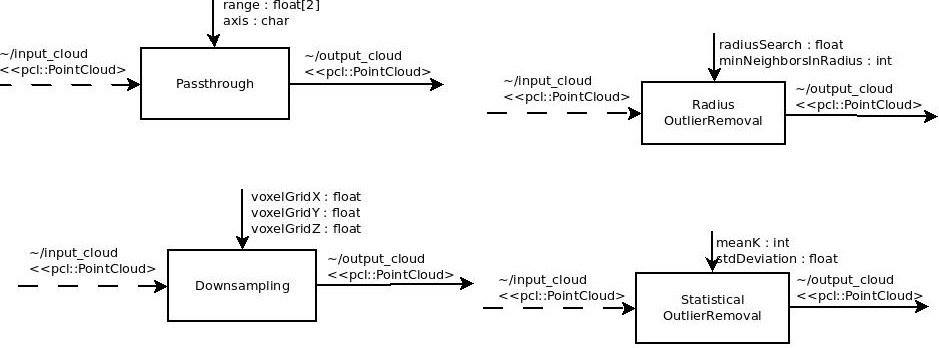 range : float[2]
axis : char
~/input_cloud
<<pcl::PointCloud>
Passthrough
~/output_cloud
<<pcl::PointCloud>
radiusSearch : float
minNeighborsInRadius : int
~/input_cloud
<<pcl::PointCloud>
Radius
OutlierRemoval
~/output_cloud
<<pcl::PointCloud>
voxelGridX : float
voxelGridY : float
voxelGridZ : float
~/input_cloud
<<pcl::PointCloud>
Downsampling
~/output_cloud
<<pcl::PointCloud>
meanK : int
stdDeviation : float
~/input_cloud
<<pcl::PointCloud>
Statistical
OutlierRemoval
~/output_cloud
<<pcl::PointCloud>